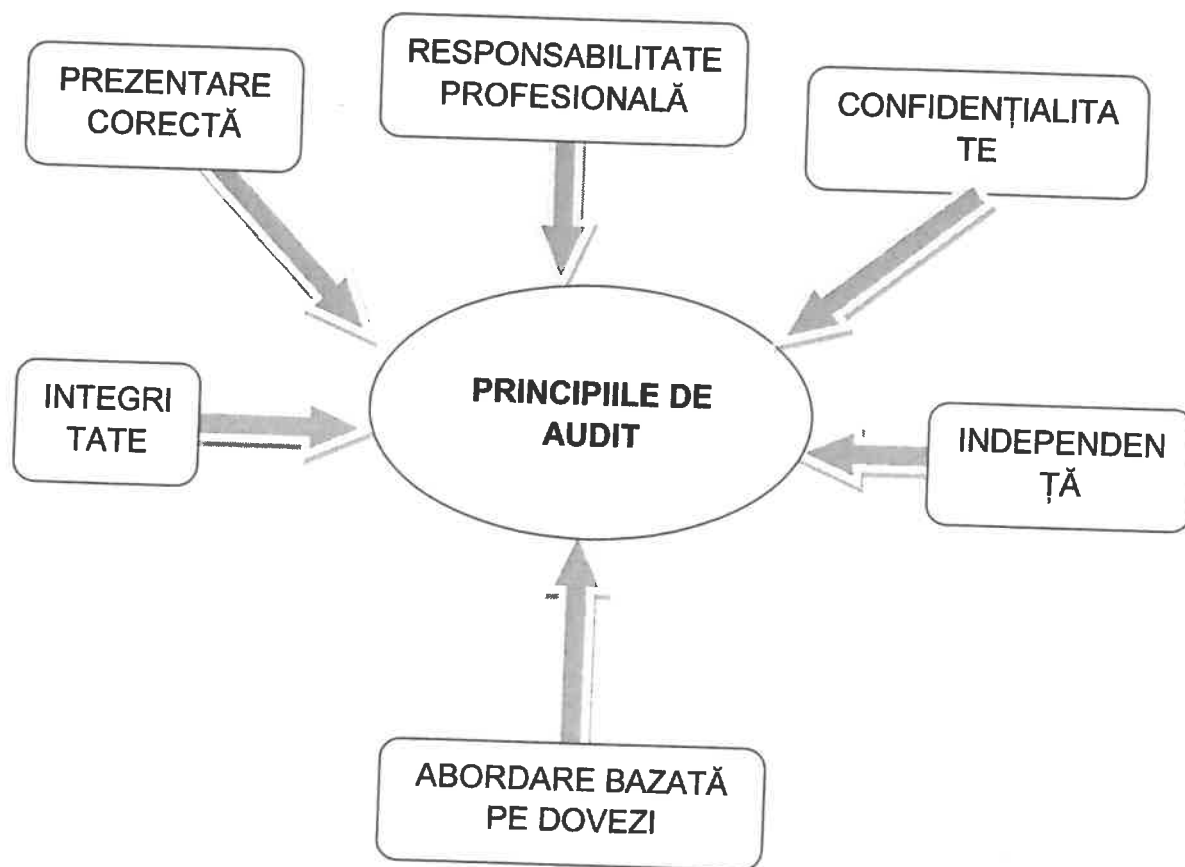 PREZENTARE
CORECTĂ
RESPONSABILITATE
PROFESIONALĂ
CONFIDENȚIALITA
TE
INTEGRI
TATE
PRINCIPIILE DE
AUDIT
INDEPENDEN
ȚĂ
ABORDARE BAZATĂ
PE DOVEZI